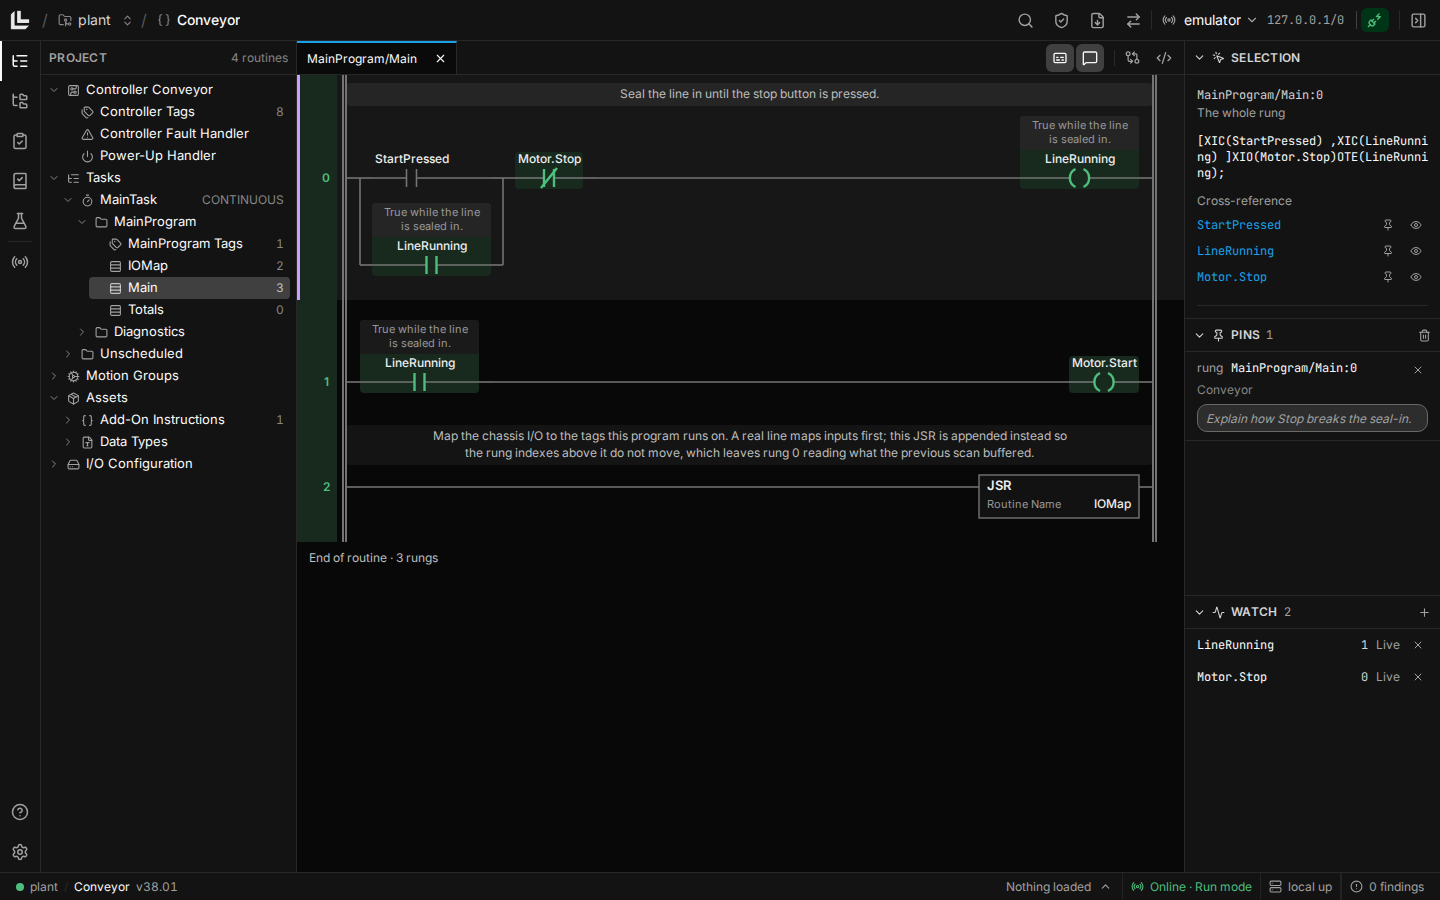 / plant / {} Conveyor
emulator 127.0.0.1/0
PROJECT 4 routines
Controller Conveyor
Controller Tags 8
Controller Fault Handler
Power-Up Handler
Tasks
MainTask CONTINUOUS
MainProgram
MainProgram Tags 1
IOMap 2
Main 3
Totals 0
Diagnostics
Unscheduled
Motion Groups
Assets
Add-On Instructions 1
Data Types
I/O Configuration
MainProgram/Main
Seal the line in until the stop button is pressed.
True while the line
is sealed in.
StartPressed
Motor.Stop
LineRunning
0
True while the line
is sealed in.
LineRunning
True while the line
is sealed in.
LineRunning
Motor.Start
1
Map the chassis I/O to the tags this program runs on. A real line maps inputs first; this JSR is appended instead so
the rung indexes above it do not move, which leaves rung 0 reading what the previous scan buffered.
2
JSR
Routine Name IOMap
End of routine · 3 rungs
SELECTION
MainProgram/Main:0
The whole rung
[XIC(StartPressed) ,XIC(LineRunni
ng) ]XIO(Motor.Stop)OTE(LineRunni
ng);
Cross-reference
StartPressed
LineRunning
Motor.Stop
PINS 1
rung MainProgram/Main:0
Conveyor
Explain how Stop breaks the seal-in.
WATCH 2
LineRunning 1 Live
Motor.Stop 0 Live
plant / Conveyor v38.01
Nothing loaded
Online · Run mode
local up
0 findings